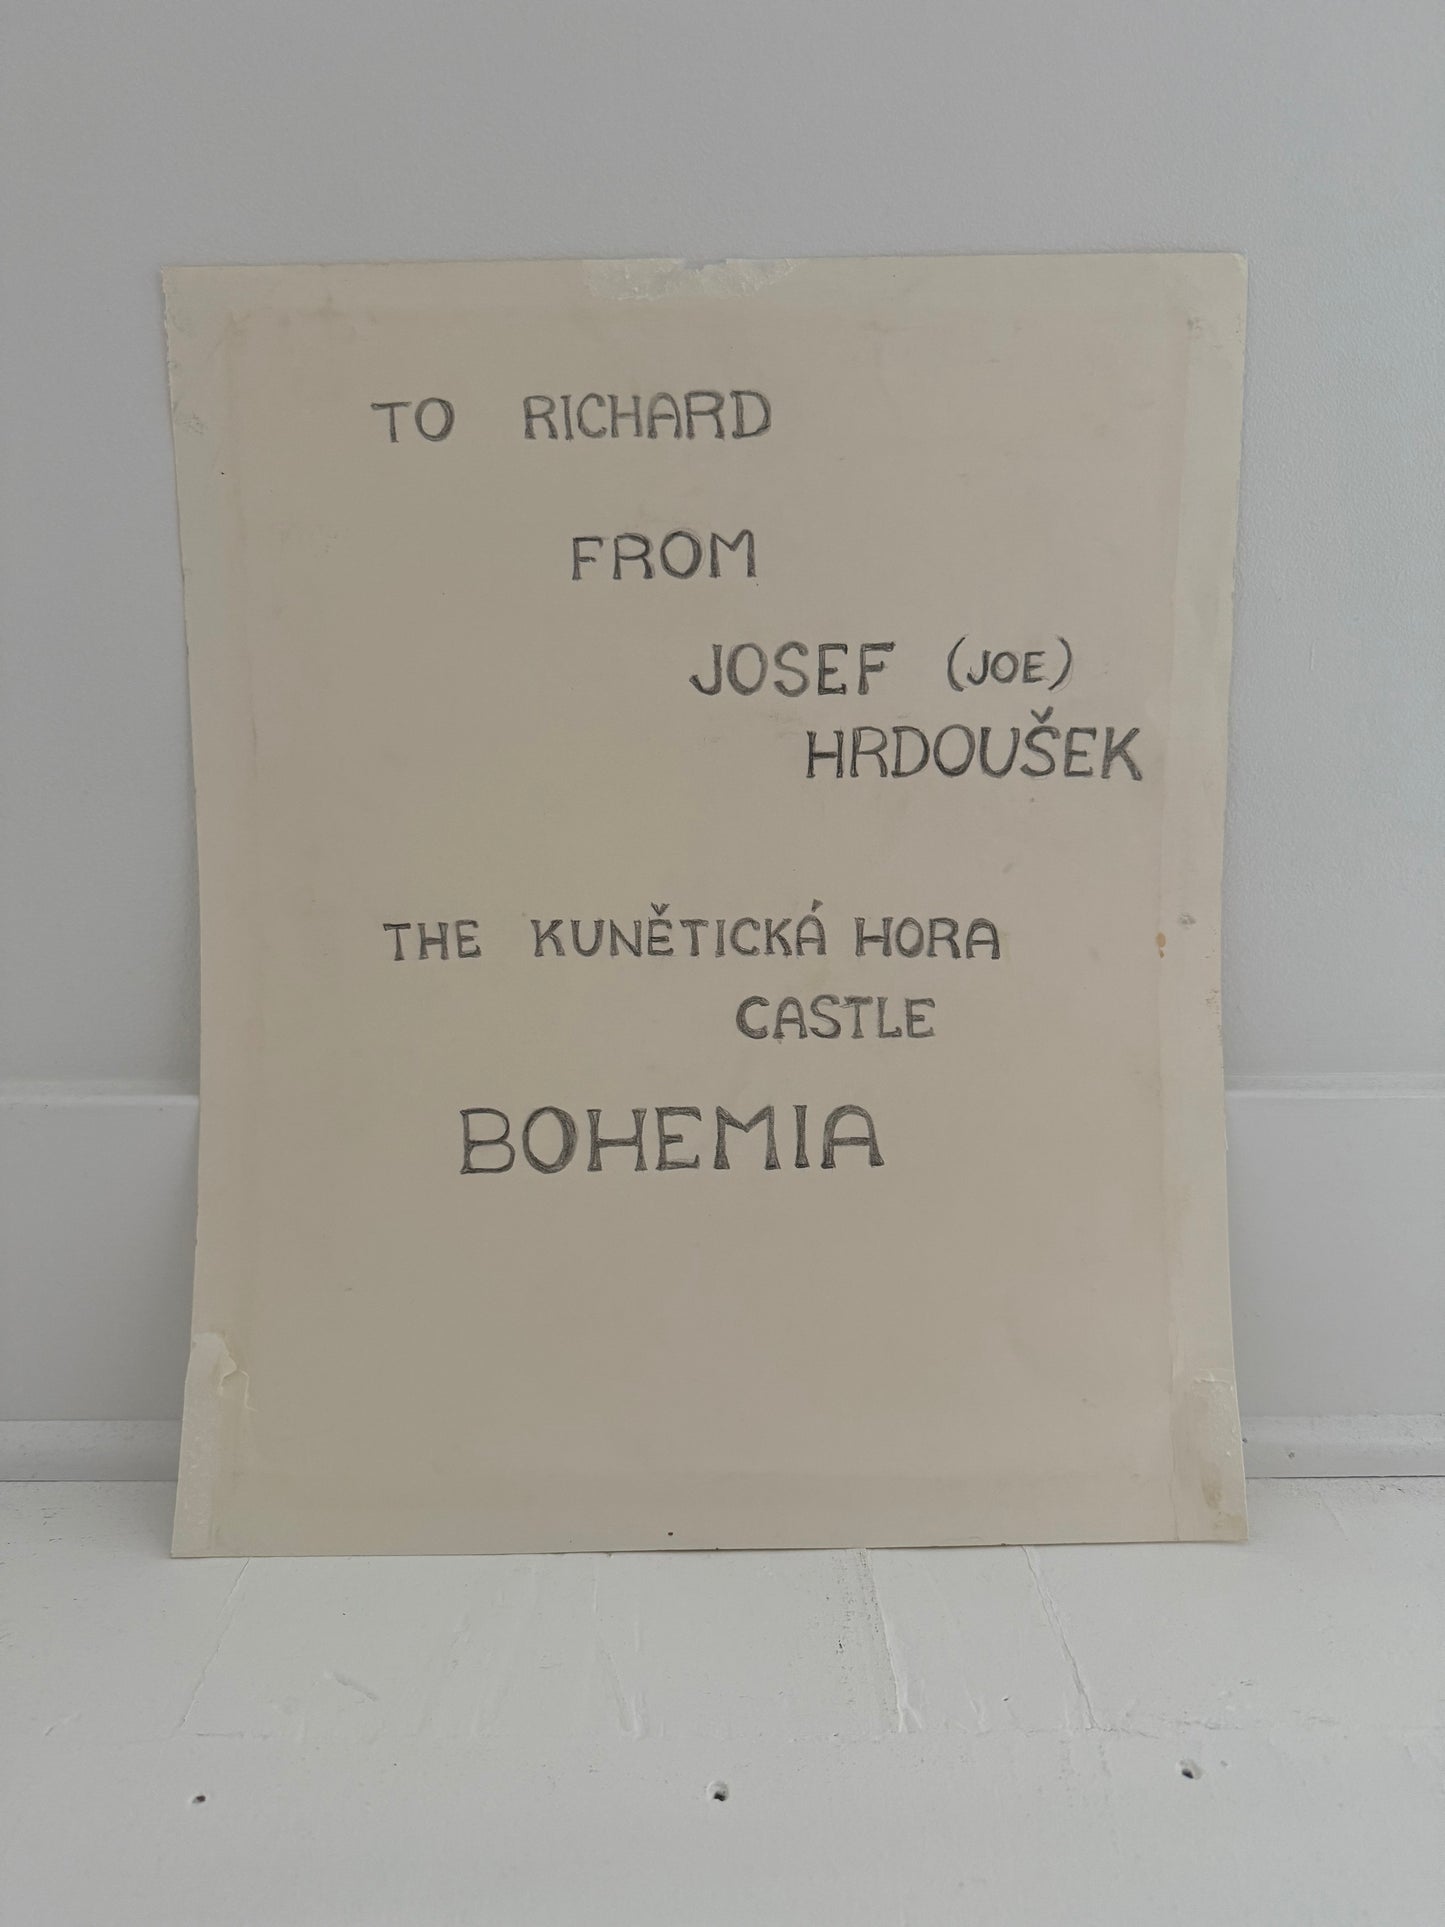 TO RICHARD
FROM
JOSEF (JOE)
HRDOUŠEK
THE KUNĚTICKÁ HORA
CASTLE
BOHEMIA